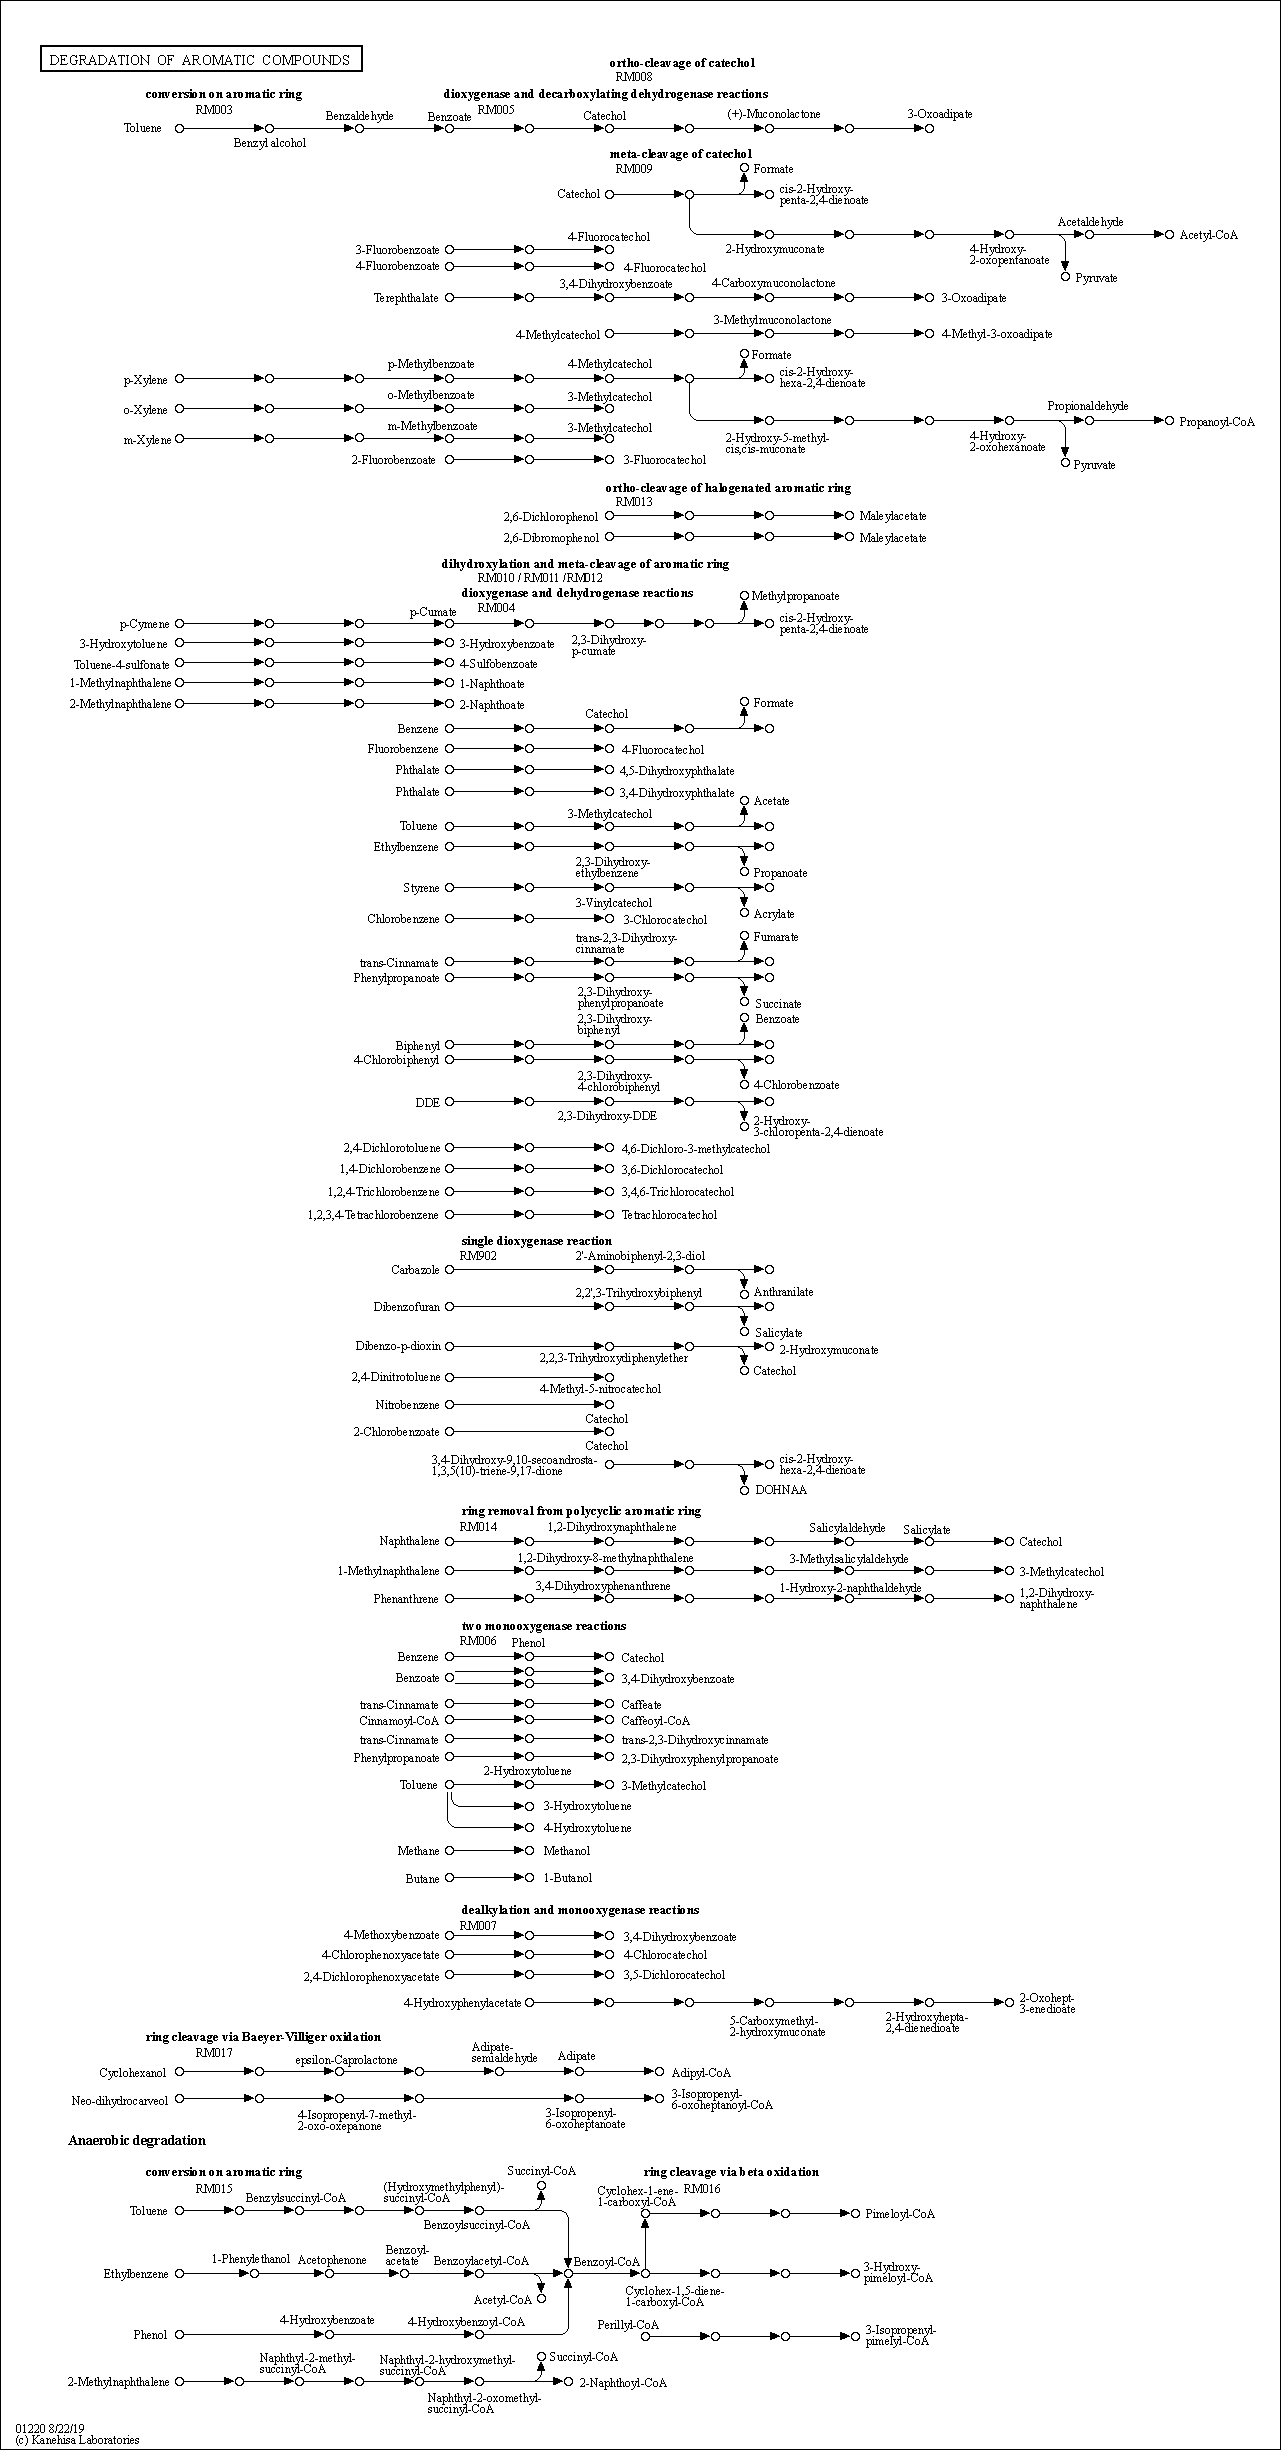 DEGRADATION OF AROMATIC COMPOUNDS
ortho-cleavage of catechol
RM008
conversion on aromatic ring
dioxygenase and decarboxylating dehydrogenase reactions
RM003
RM005
Toluene
Benzyl alcohol
Benzaldehyde
Benzoate
Catechol
(+)-Muconolactone
3-Oxoadipate
meta-cleavage of catechol
RM009
Catechol
Formate
cis-2-Hydroxy-
penta-2,4-dienoate
2-Hydroxymuconate
4-Hydroxy-
2-oxopentanoate
Acetaldehyde
Acetyl-CoA
Pyruvate
3-Fluorobenzoate
4-Fluorocatechol
4-Fluorobenzoate
4-Fluorocatechol
Terephthalate
3,4-Dihydroxybenzoate
4-Carboxymuconolactone
3-Oxoadipate
4-Methylcatechol
3-Methylmuconolactone
4-Methyl-3-oxoadipate
p-Xylene
p-Methylbenzoate
4-Methylcatechol
Formate
cis-2-Hydroxy-
hexa-2,4-dienoate
o-Xylene
o-Methylbenzoate
3-Methylcatechol
m-Xylene
m-Methylbenzoate
3-Methylcatechol
2-Hydroxy-5-methyl-
cis,cis-muconate
4-Hydroxy-
2-oxohexanoate
Propionaldehyde
Propanoyl-CoA
Pyruvate
2-Fluorobenzoate
3-Fluorocatechol
ortho-cleavage of halogenated aromatic ring
RM013
2,6-Dichlorophenol
Maleylacetate
2,6-Dibromophenol
Maleylacetate
dihydroxylation and meta-cleavage of aromatic ring
RM010 / RM011 /RM012
dioxygenase and dehydrogenase reactions
RM004
p-Cymene
p-Cumate
2,3-Dihydroxy-
p-cumate
Methylpropanoate
cis-2-Hydroxy-
penta-2,4-dienoate
3-Hydroxytoluene
3-Hydroxybenzoate
Toluene-4-sulfonate
4-Sulfobenzoate
1-Methylnaphthalene
1-Naphthoate
2-Methylnaphthalene
2-Naphthoate
Benzene
Catechol
Formate
Fluorobenzene
4-Fluorocatechol
Phthalate
4,5-Dihydroxyphthalate
Phthalate
3,4-Dihydroxyphthalate
Toluene
3-Methylcatechol
Acetate
Ethylbenzene
2,3-Dihydroxy-
ethylbenzene
Propanoate
Styrene
3-Vinylcatechol
Acrylate
Chlorobenzene
3-Chlorocatechol
trans-2,3-Dihydroxy-
cinnamate
Fumarate
trans-Cinnamate
Phenylpropanoate
2,3-Dihydroxy-
phenylpropanoate
Succinate
2,3-Dihydroxy-
biphenyl
Benzoate
Biphenyl
4-Chlorobiphenyl
2,3-Dihydroxy-
4-chlorobiphenyl
4-Chlorobenzoate
DDE
2,3-Dihydroxy-DDE
2-Hydroxy-
3-chloropenta-2,4-dienoate
2,4-Dichlorotoluene
4,6-Dichloro-3-methylcatechol
1,4-Dichlorobenzene
3,6-Dichlorocatechol
1,2,4-Trichlorobenzene
3,4,6-Trichlorocatechol
1,2,3,4-Tetrachlorobenzene
Tetrachlorocatechol
single dioxygenase reaction
RM902
Carbazole
2'-Aminobiphenyl-2,3-diol
Anthranilate
Dibenzofuran
2,2',3-Trihydroxybiphenyl
Salicylate
Dibenzo-p-dioxin
2,2,3-Trihydroxydiphenylether
2-Hydroxymuconate
Catechol
2,4-Dinitrotoluene
4-Methyl-5-nitrocatechol
Nitrobenzene
Catechol
2-Chlorobenzoate
Catechol
3,4-Dihydroxy-9,10-secoandrosta-
1,3,5(10)-triene-9,17-dione
cis-2-Hydroxy-
hexa-2,4-dienoate
DOHNAA
ring removal from polycyclic aromatic ring
RM014
Naphthalene
1,2-Dihydroxynaphthalene
Salicylaldehyde
Salicylate
Catechol
1-Methylnaphthalene
1,2-Dihydroxy-8-methylnaphthalene
3-Methylsalicylaldehyde
3-Methylcatechol
Phenanthrene
3,4-Dihydroxyphenanthrene
1-Hydroxy-2-naphthaldehyde
1,2-Dihydroxy-
naphthalene
two monooxygenase reactions
RM006
Benzene
Phenol
Catechol
Benzoate
3,4-Dihydroxybenzoate
trans-Cinnamate
Caffeate
Cinnamoyl-CoA
Caffeoyl-CoA
trans-Cinnamate
trans-2,3-Dihydroxycinnamate
Phenylpropanoate
2,3-Dihydroxyphenylpropanoate
Toluene
2-Hydroxytoluene
3-Methylcatechol
3-Hydroxytoluene
4-Hydroxytoluene
Methane
Methanol
Butane
1-Butanol
dealkylation and monooxygenase reactions
RM007
4-Methoxybenzoate
3,4-Dihydroxybenzoate
4-Chlorophenoxyacetate
4-Chlorocatechol
2,4-Dichlorophenoxyacetate
3,5-Dichlorocatechol
4-Hydroxyphenylacetate
5-Carboxymethyl-
2-hydroxymuconate
2-Hydroxyhepta-
2,4-dienedioate
2-Oxohept-
3-enedioate
ring cleavage via Baeyer-Villiger oxidation
RM017
Cyclohexanol
epsilon-Caprolactone
Adipate-
semialdehyde
Adipate
Adipyl-CoA
Neo-dihydrocarveol
4-Isopropenyl-7-methyl-
2-oxo-oxepanone
3-Isopropenyl-
6-oxoheptanoate
3-Isopropenyl-
6-oxoheptanoyl-CoA
Anaerobic degradation
conversion on aromatic ring
RM015
ring cleavage via beta oxidation
RM016
Toluene
Benzylsuccinyl-CoA
(Hydroxymethylphenyl)-
succinyl-CoA
Benzoylsuccinyl-CoA
Succinyl-CoA
Cyclohex-1-ene-
1-carboxyl-CoA
Pimeloyl-CoA
Ethylbenzene
1-Phenylethanol
Acetophenone
Benzoyl-
acetate
Benzoylacetyl-CoA
Acetyl-CoA
Benzoyl-CoA
Cyclohex-1,5-diene-
1-carboxyl-CoA
3-Hydroxy-
pimeloyl-CoA
Phenol
4-Hydroxybenzoate
4-Hydroxybenzoyl-CoA
Perillyl-CoA
3-Isopropenyl-
pimelyl-CoA
2-Methylnaphthalene
Naphthyl-2-methyl-
succinyl-CoA
Naphthyl-2-hydroxymethyl-
succinyl-CoA
Naphthyl-2-oxomethyl-
succinyl-CoA
Succinyl-CoA
2-Naphthoyl-CoA
01220 8/22/19
(c) Kanehisa Laboratories